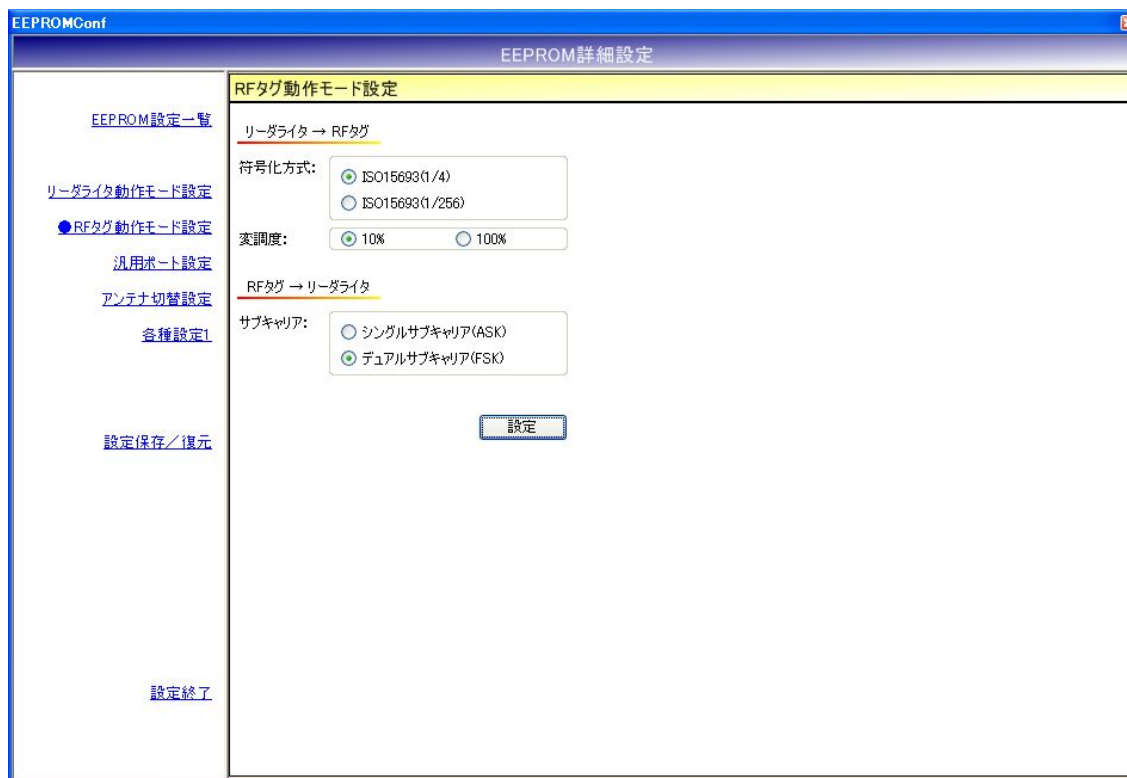 EEPROMConf
EEPROM詳細設定
EEPROM設定一覧
リーダライタ動作モード設定
●RFタグ動作モード設定
汎用ポート設定
アンテナ切替設定
各種設定1
設定保存／復元
設定終了
RFタグ動作モード設定
リーダライタ → RFタグ
符号化方式:
ISO15693(1/4)
ISO15693(1/256)
変調度: 10% 100%
RFタグ → リーダライタ
サブキャリア:
シングルサブキャリア(ASK)
デュアルサブキャリア(FSK)
設定